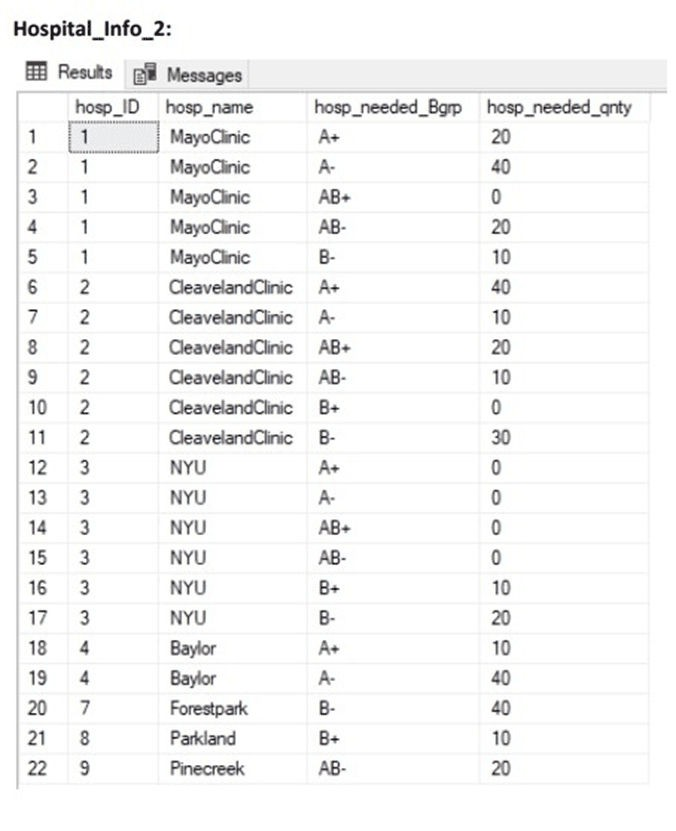 Hospital_Info_2:
Results Messages
hosp_ID hosp_name hosp_needed_Bgrp hosp_needed_qnty
1 1 MayoClinic A+ 20
2 1 MayoClinic A- 40
3 1 MayoClinic AB+ 0
4 1 MayoClinic AB- 20
5 1 MayoClinic B- 10
6 2 CleavelandClinic A+ 40
7 2 CleavelandClinic A- 10
8 2 CleavelandClinic AB+ 20
9 2 CleavelandClinic AB- 10
10 2 CleavelandClinic B+ 0
11 2 CleavelandClinic B- 30
12 3 NYU A+ 0
13 3 NYU A- 0
14 3 NYU AB+ 0
15 3 NYU AB- 0
16 3 NYU B+ 10
17 3 NYU B- 20
18 4 Baylor A+ 10
19 4 Baylor A- 40
20 7 Forestpark B- 40
21 8 Parkland B+ 10
22 9 Pinecreek AB- 20